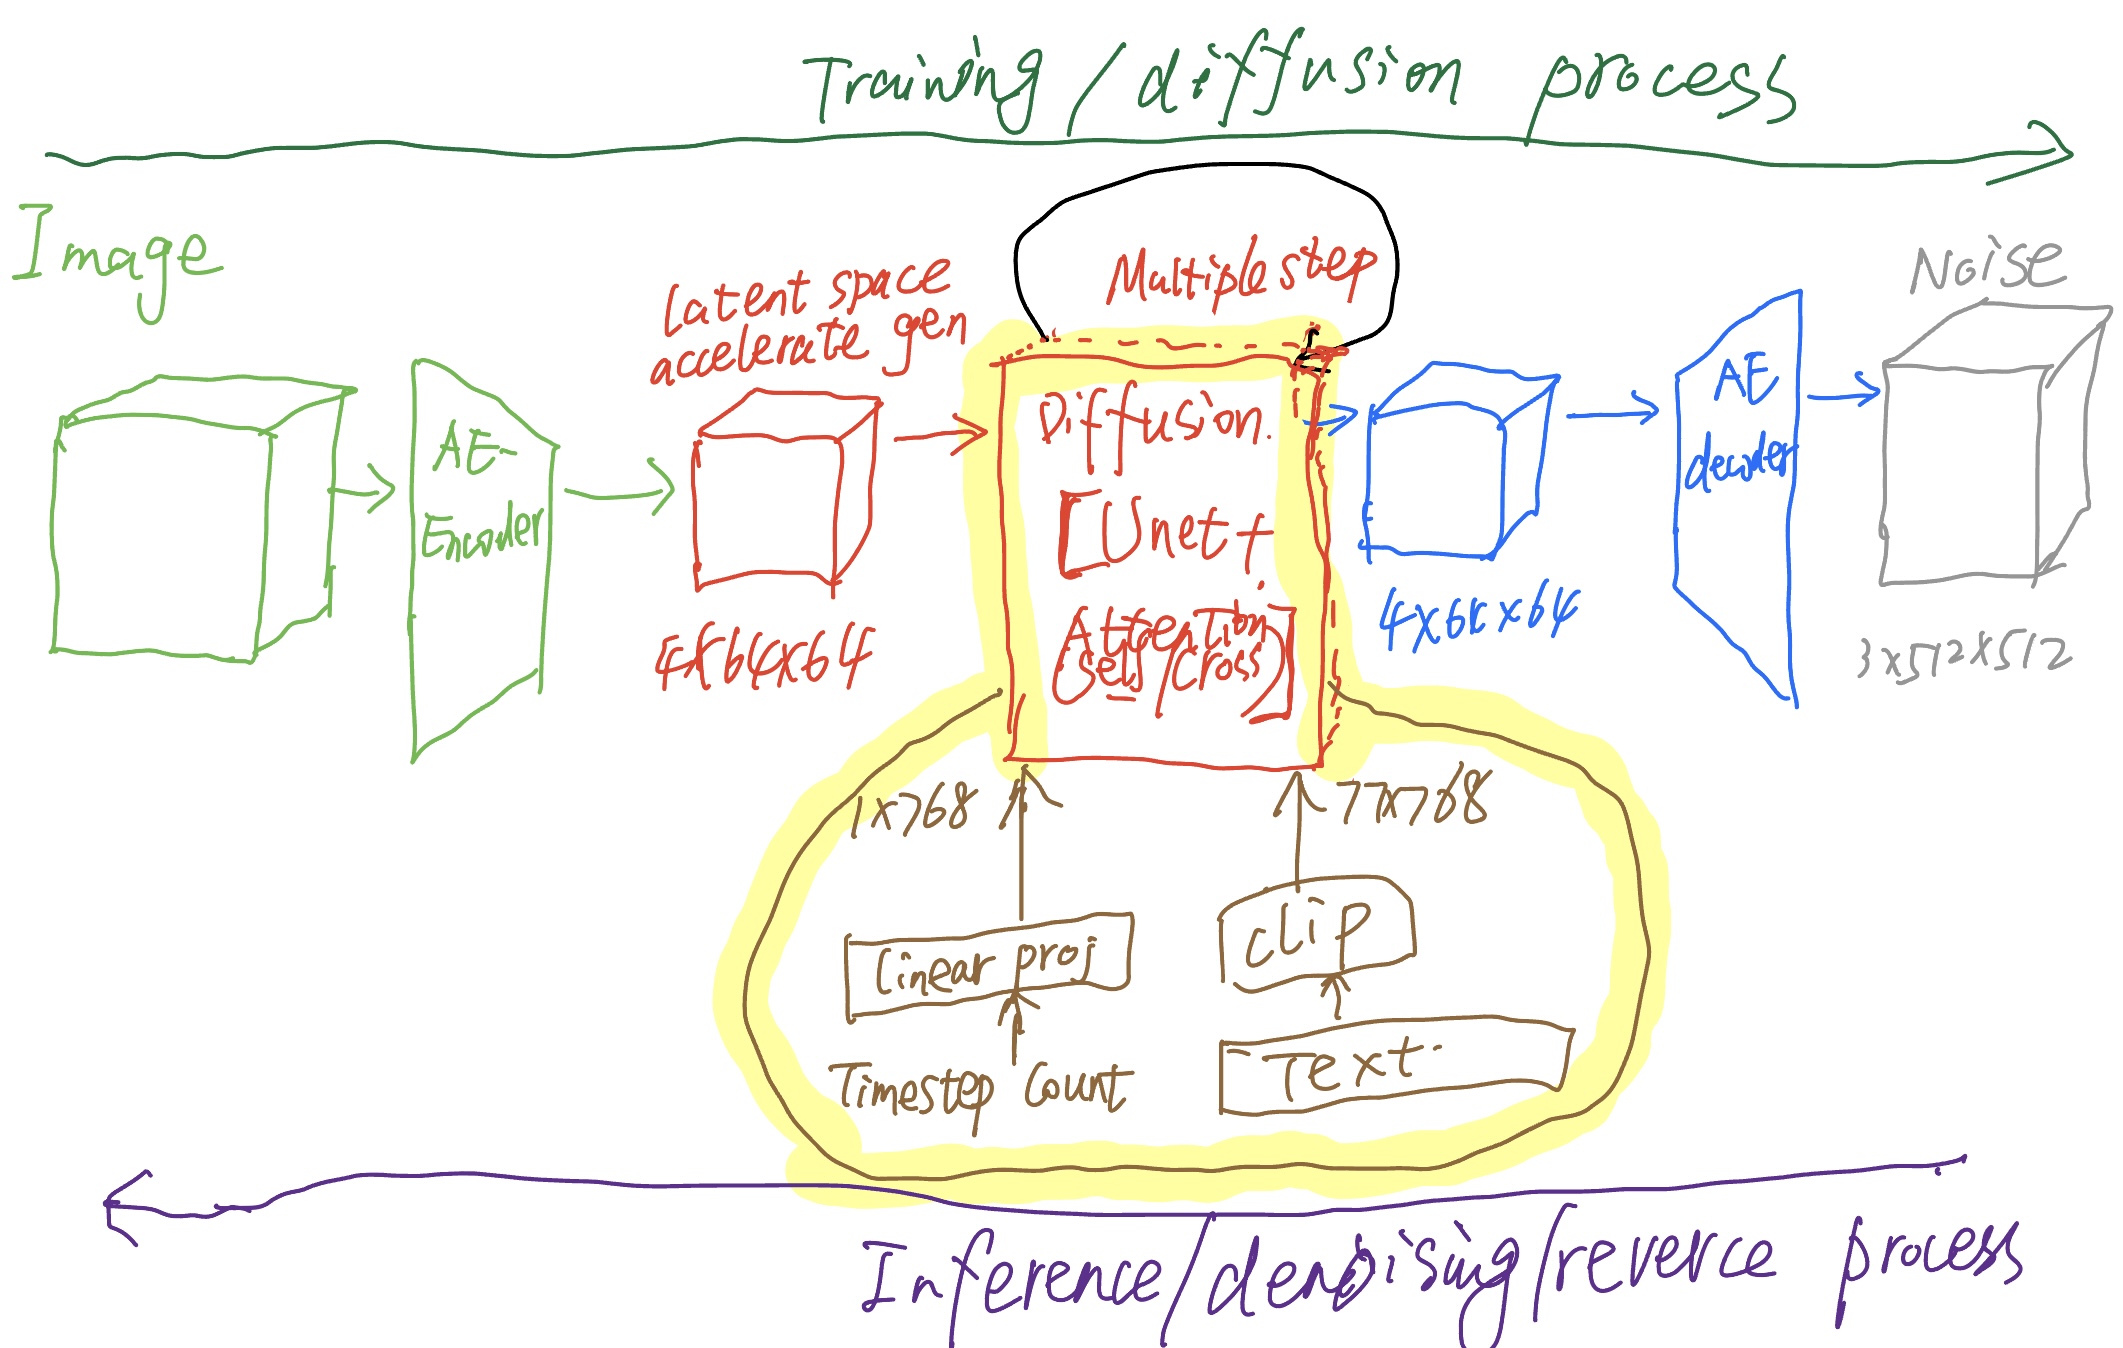 Training/diffusion process
Image
Latent space
accelerate gen
Multiple step
Noise
AE-
Encoder
Diffusion.
[Unet +
Attention
(Self/Cross)]
AE
decoder
4x64x64
4x64x64
3x512x512
1x768
77x768
Linear proj
clip
Timestep Count
Text
Inference/denoising/reverce process